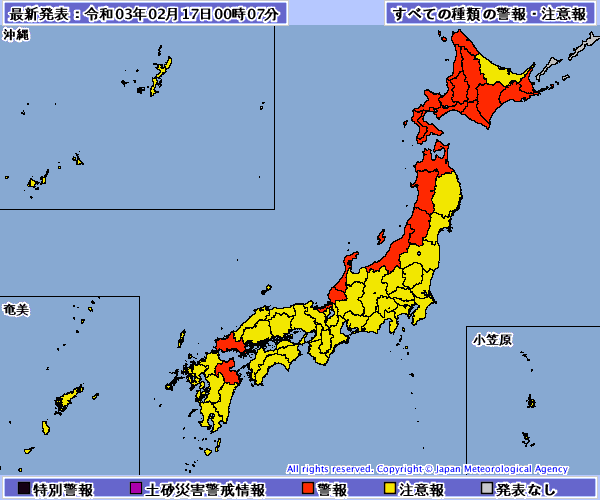 最新発表：令和03年02月17日00時07分
すべての種類の警報・注意報
沖縄
奄美
小笠原
All rights reserved. Copyright © Japan Meteorological Agency
特別警報
土砂災害警戒情報
警報
注意報
発表なし